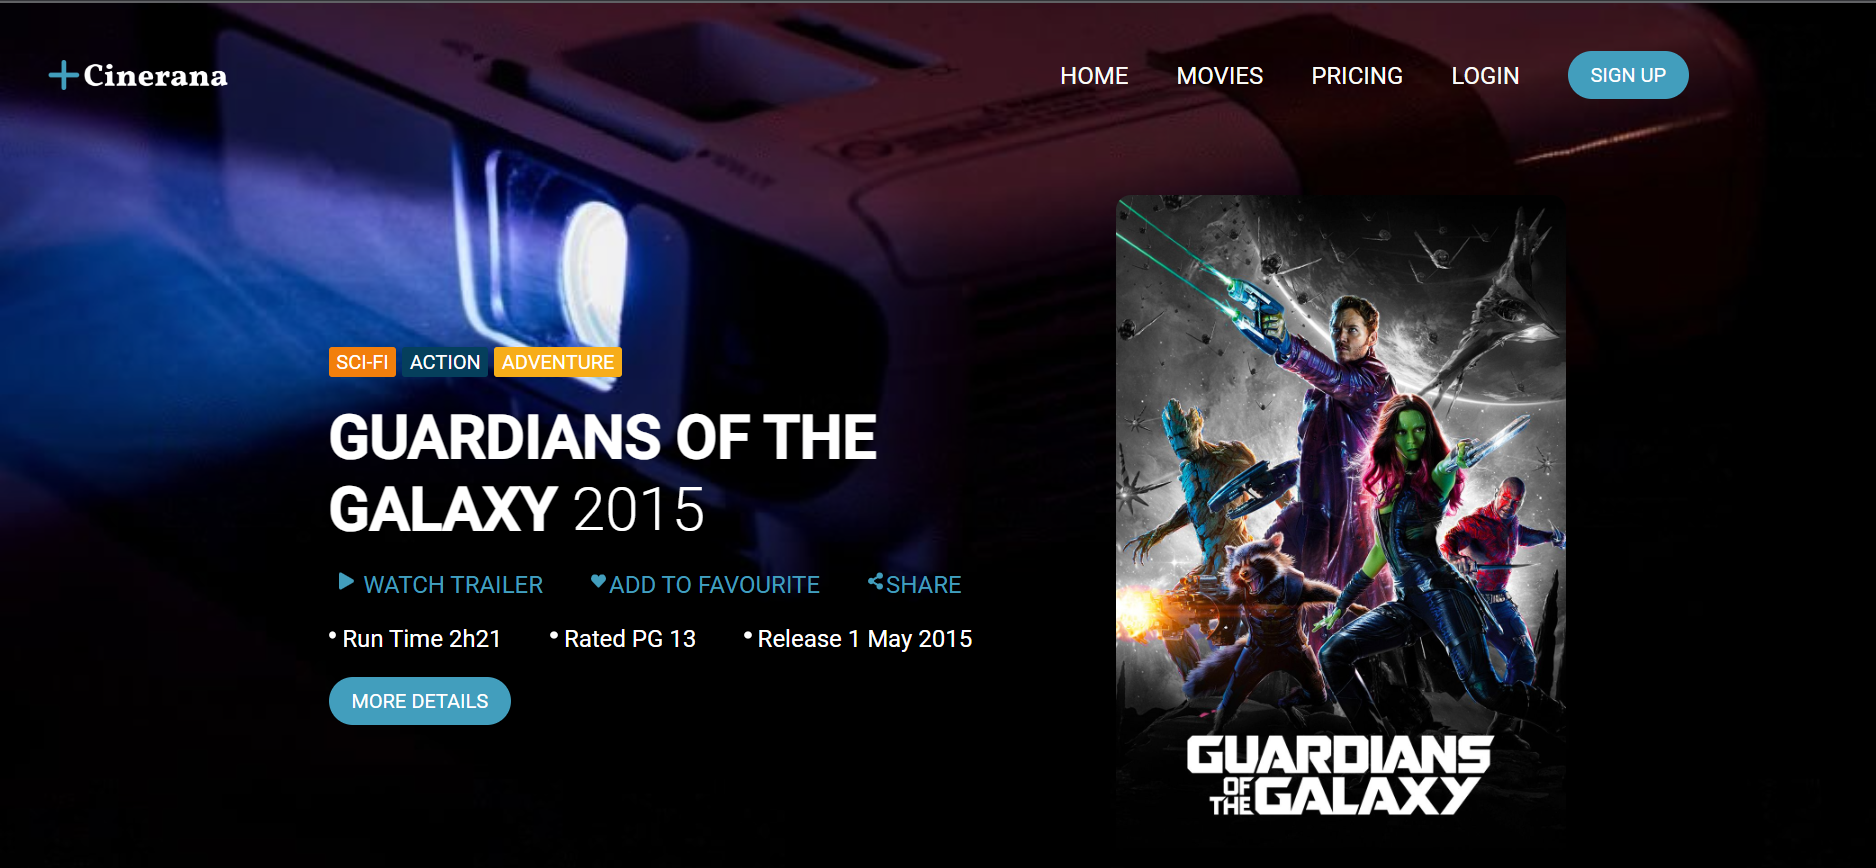 Cinerana
HOME MOVIES PRICING LOGIN SIGN UP
SCI-FI ACTION ADVENTURE
GUARDIANS OF THE
GALAXY 2015
WATCH TRAILER ADD TO FAVOURITE SHARE
• Run Time 2h21 • Rated PG 13 • Release 1 May 2015
MORE DETAILS
GUARDIANS
OF THE GALAXY